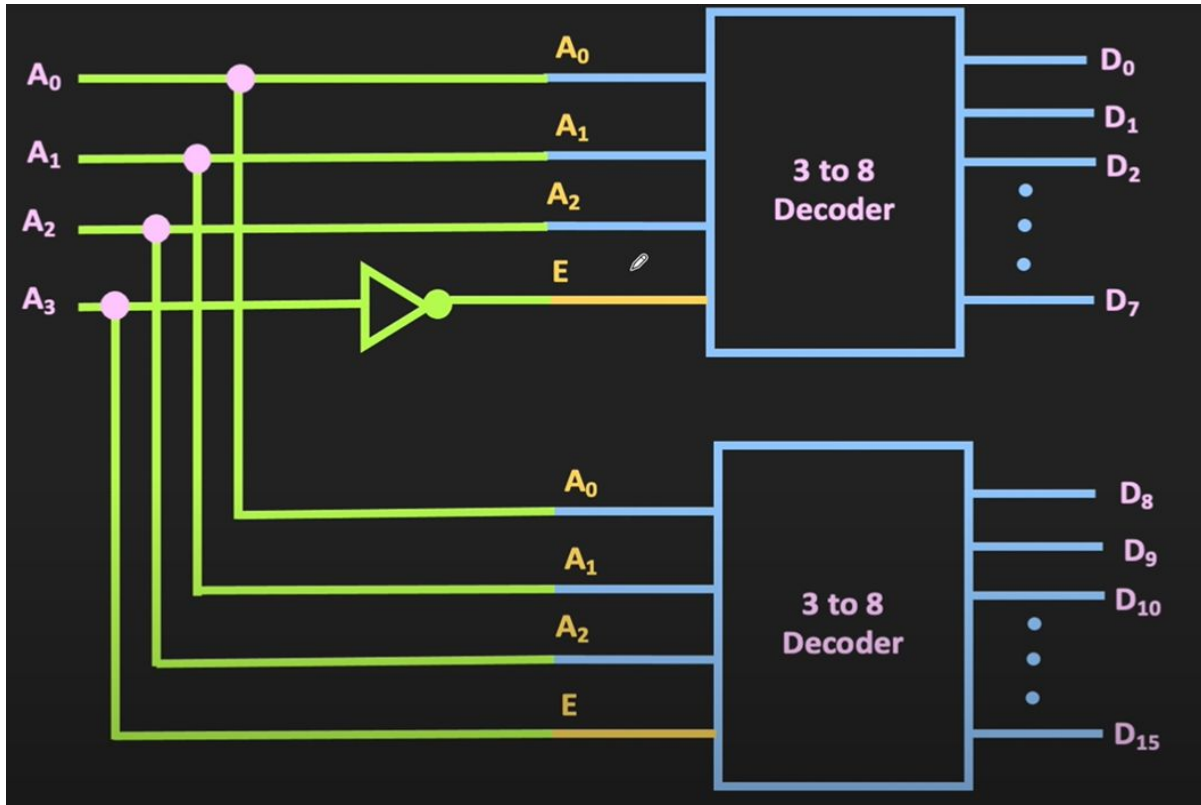 A₀
A₁
A₂
A₃
A₀
A₁
A₂
E
3 to 8
Decoder
D₀
D₁
D₂
D₇
A₀
A₁
A₂
E
3 to 8
Decoder
D₈
D₉
D₁₀
D₁₅